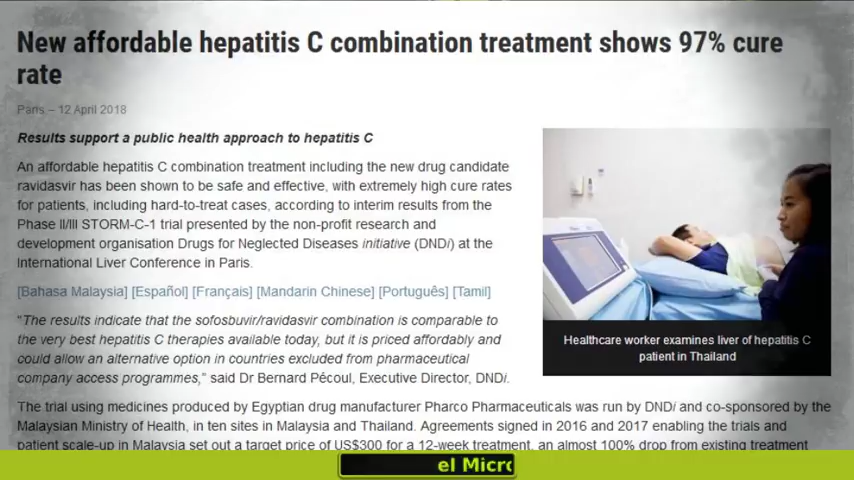 New affordable hepatitis C combination treatment shows 97% cure
rate
Paris – 12 April 2018
Results support a public health approach to hepatitis C
An affordable hepatitis C combination treatment including the new drug candidate
ravidasvir has been shown to be safe and effective, with extremely high cure rates
for patients, including hard-to-treat cases, according to interim results from the
Phase II/III STORM-C-1 trial presented by the non-profit research and
development organisation Drugs for Neglected Diseases initiative (DNDi) at the
International Liver Conference in Paris.
[Bahasa Malaysia] [Español] [Français] [Mandarin Chinese] [Português] [Tamil]
“The results indicate that the sofosbuvir/ravidasvir combination is comparable to
the very best hepatitis C therapies available today, but it is priced affordably and
could allow an alternative option in countries excluded from pharmaceutical
company access programmes,” said Dr Bernard Pécoul, Executive Director, DNDi.
Healthcare worker examines liver of hepatitis C
patient in Thailand
The trial using medicines produced by Egyptian drug manufacturer Pharco Pharmaceuticals was run by DNDi and co-sponsored by the
Malaysian Ministry of Health, in ten sites in Malaysia and Thailand. Agreements signed in 2016 and 2017 enabling the trials and
patient scale-up in Malaysia set out a target price of US$300 for a 12-week treatment, an almost 100% drop from existing treatment
el Micro